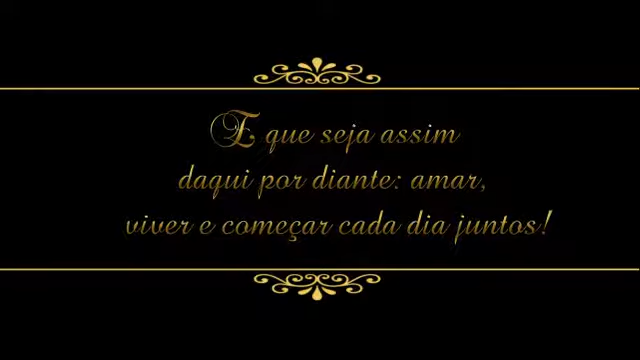 E que seja assim
daqui por diante: amar,
viver e começar cada dia juntos!